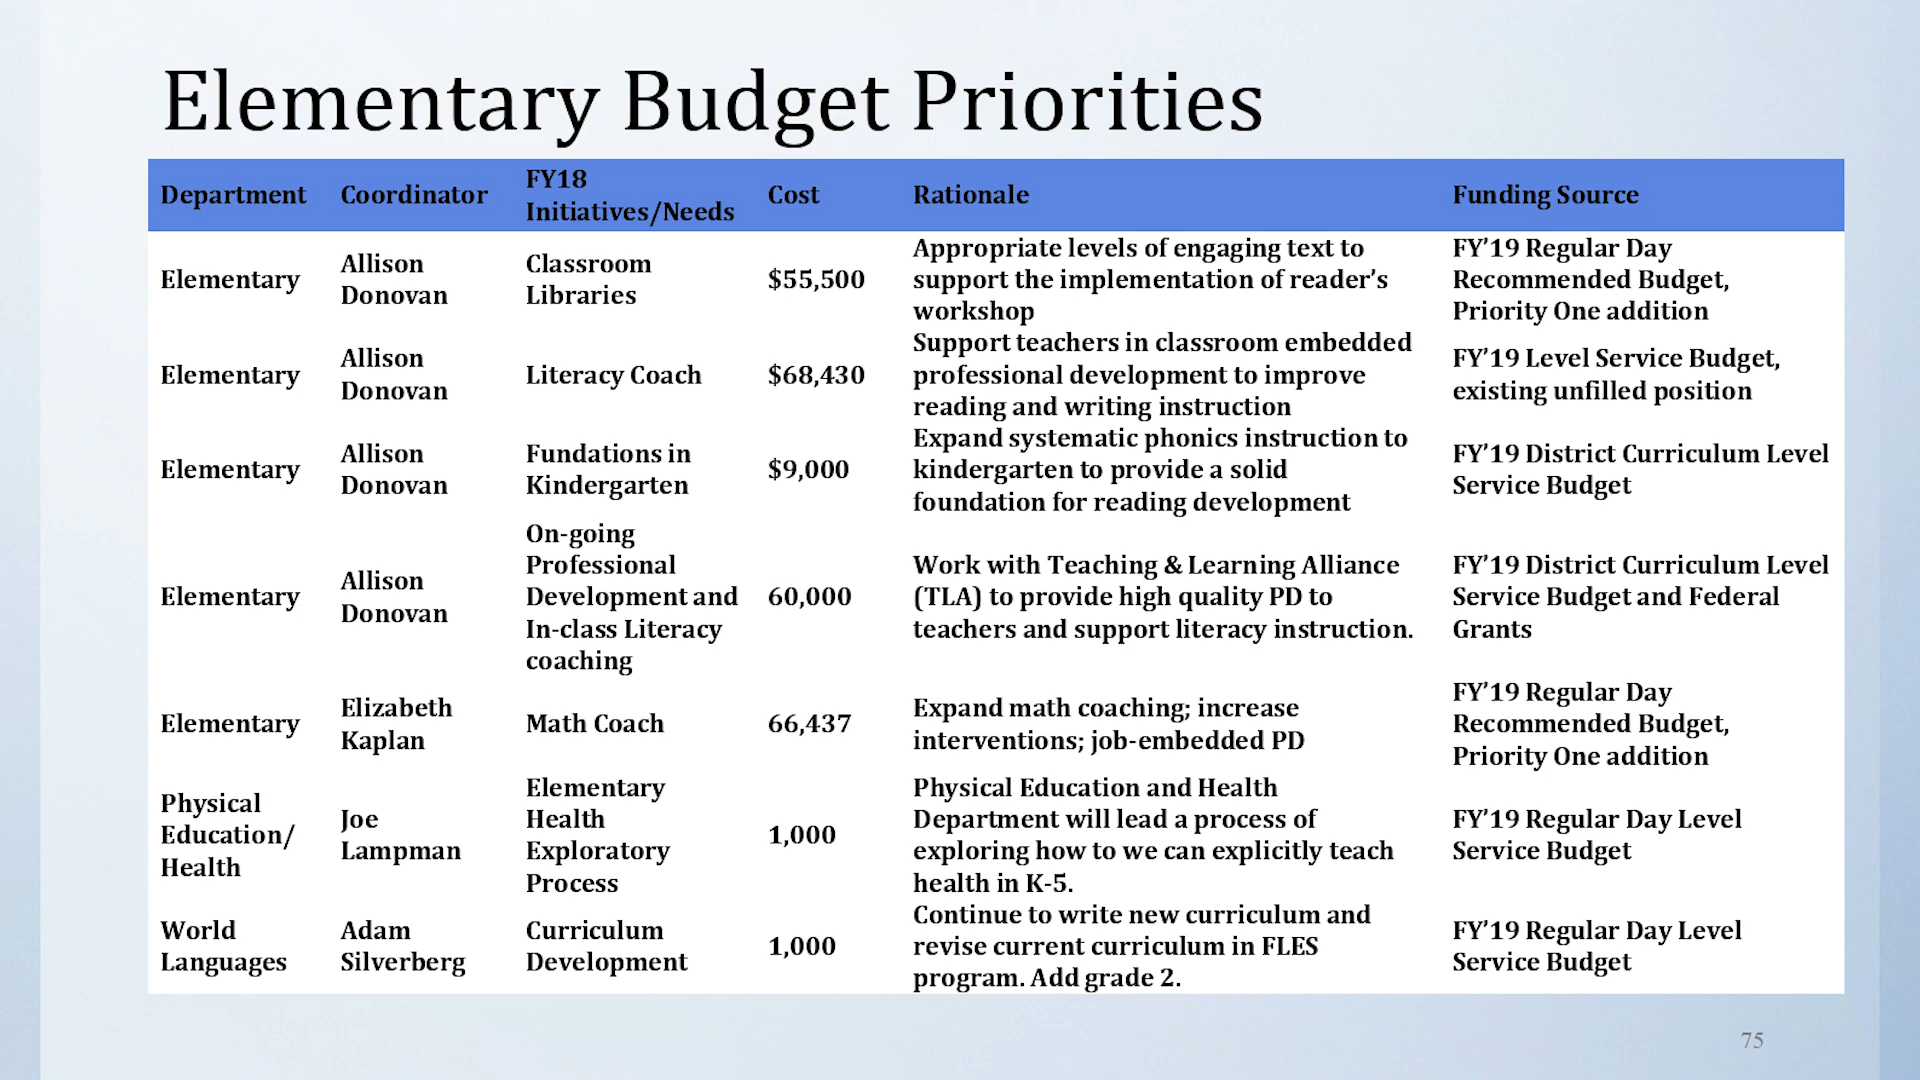 Elementary Budget Priorities
Department Coordinator FY18 Initiatives/Needs Cost Rationale Funding Source
Elementary
Allison
Donovan
Classroom
Libraries
$55,500
Appropriate levels of engaging text to
support the implementation of reader's
workshop
FY'19 Regular Day
Recommended Budget,
Priority One addition
Elementary
Allison
Donovan
Literacy Coach
$68,430
Support teachers in classroom embedded
professional development to improve
reading and writing instruction
FY'19 Level Service Budget,
existing unfilled position
Elementary
Allison
Donovan
Fundations in
Kindergarten
$9,000
Expand systematic phonics instruction to
kindergarten to provide a solid
foundation for reading development
FY'19 District Curriculum Level
Service Budget
Elementary
Allison
Donovan
On-going
Professional
Development and
In-class Literacy
coaching
60,000
Work with Teaching & Learning Alliance
(TLA) to provide high quality PD to
teachers and support literacy instruction.
FY'19 District Curriculum Level
Service Budget and Federal
Grants
Elementary
Elizabeth
Kaplan
Math Coach
66,437
Expand math coaching; increase
interventions; job-embedded PD
FY'19 Regular Day
Recommended Budget,
Priority One addition
Physical
Education/
Health
Joe
Lampman
Elementary
Health
Exploratory
Process
1,000
Physical Education and Health
Department will lead a process of
exploring how to we can explicitly teach
health in K-5.
FY'19 Regular Day Level
Service Budget
World
Languages
Adam
Silverberg
Curriculum
Development
1,000
Continue to write new curriculum and
revise current curriculum in FLES
program. Add grade 2.
FY'19 Regular Day Level
Service Budget
75